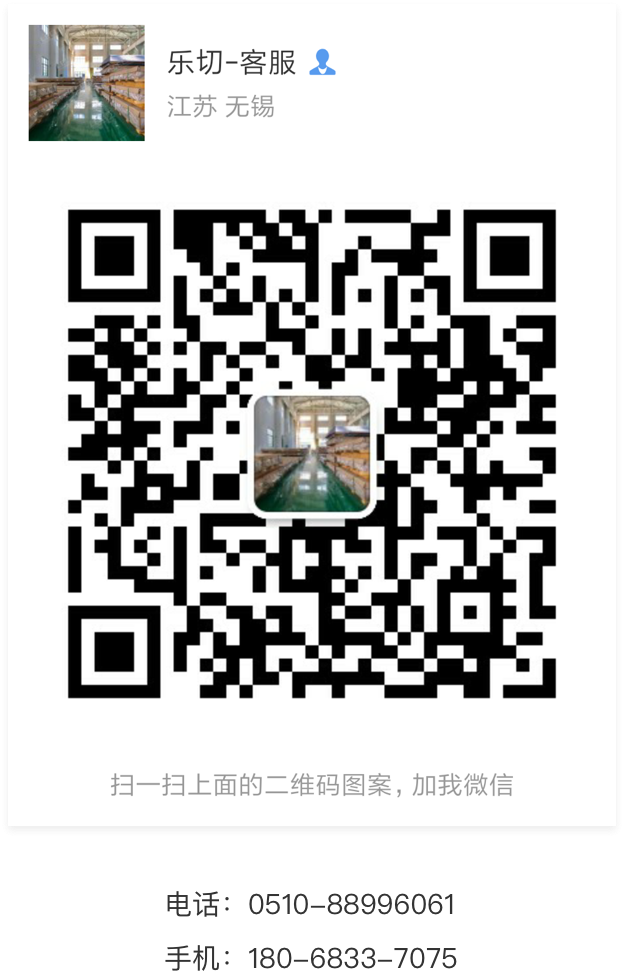 乐切-客服
江苏 无锡
扫一扫上面的二维码图案，加我微信
电话：0510-88996061
手机：180-6833-7075